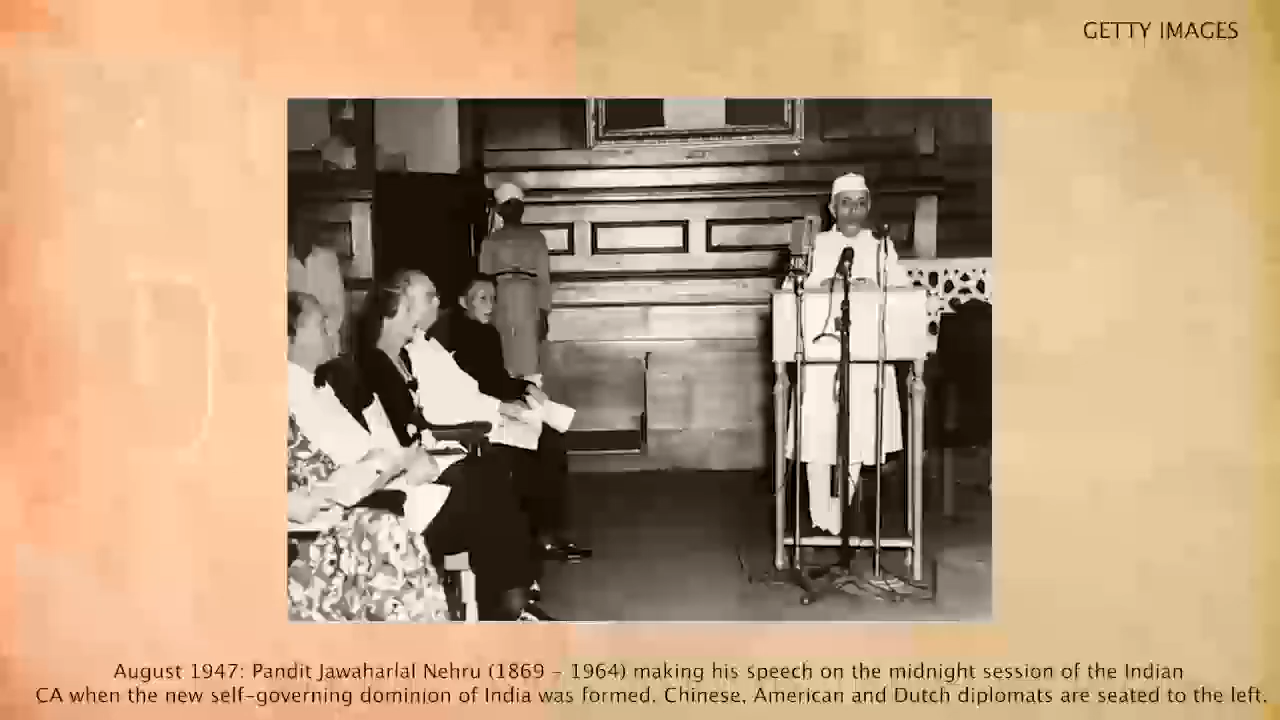 GETTY IMAGES
August 1947: Pandit Jawaharlal Nehru (1869 - 1964) making his speech on the midnight session of the Indian
CA when the new self-governing dominion of India was formed. Chinese, American and Dutch diplomats are seated to the left.